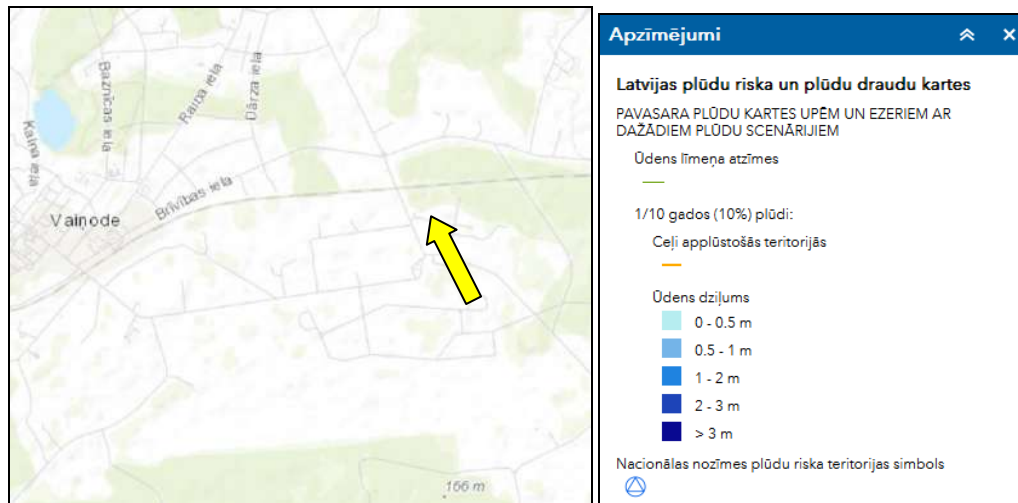 Baznīcas iela
Raiņa iela
Dārza iela
Kalna iela
Brīvības iela
Vaiņode
166 m
Apzīmējumi
Latvijas plūdu riska un plūdu draudu kartes
PAVASARA PLŪDU KARTES UPĒM UN EZERIEM AR
DAŽĀDIEM PLŪDU SCENĀRIJIEM
Ūdens līmeņa atzīmes
1/10 gados (10%) plūdi:
Ceļi applūstošās teritorijās
Ūdens dziļums
0 - 0.5 m
0.5 - 1 m
1 - 2 m
2 - 3 m
> 3 m
Nacionālas nozīmes plūdu riska teritorijas simbols